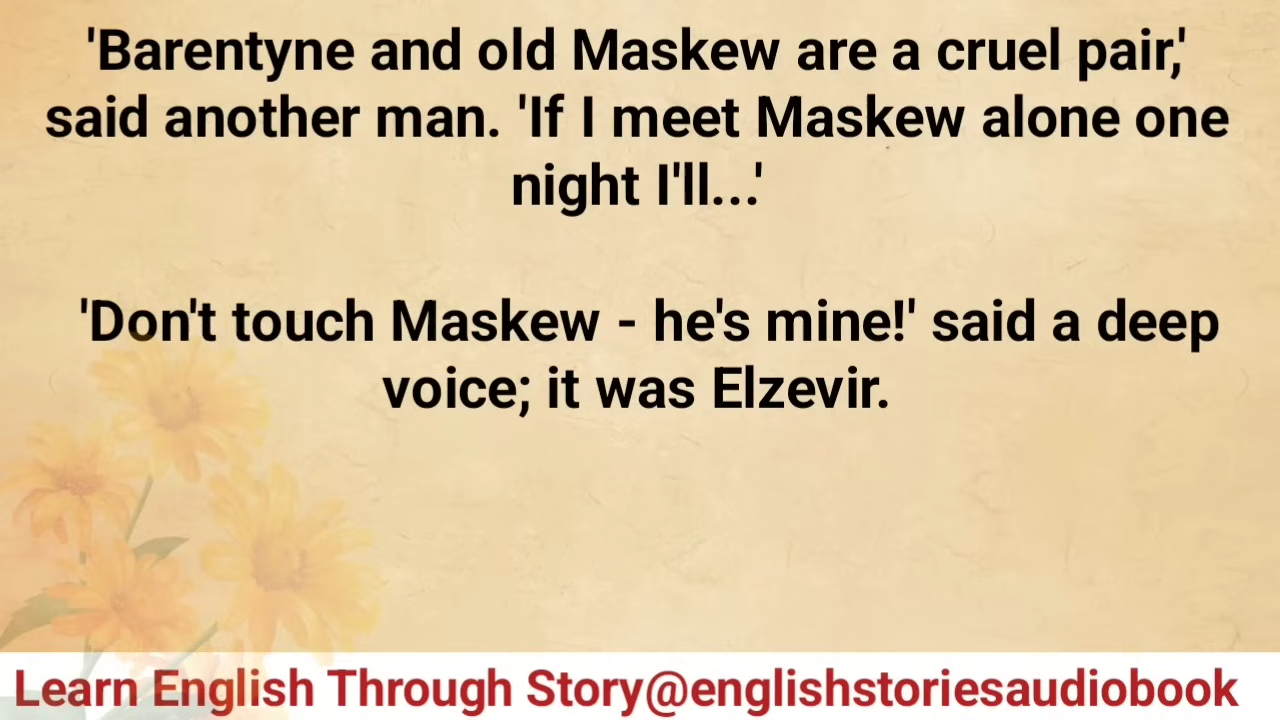 'Barentyne and old Maskew are a cruel pair,'
said another man. 'If I meet Maskew alone one
night I'll...'
'Don't touch Maskew - he's mine!' said a deep
voice; it was Elzevir.
Learn English Through Story@englishstoriesaudiobook